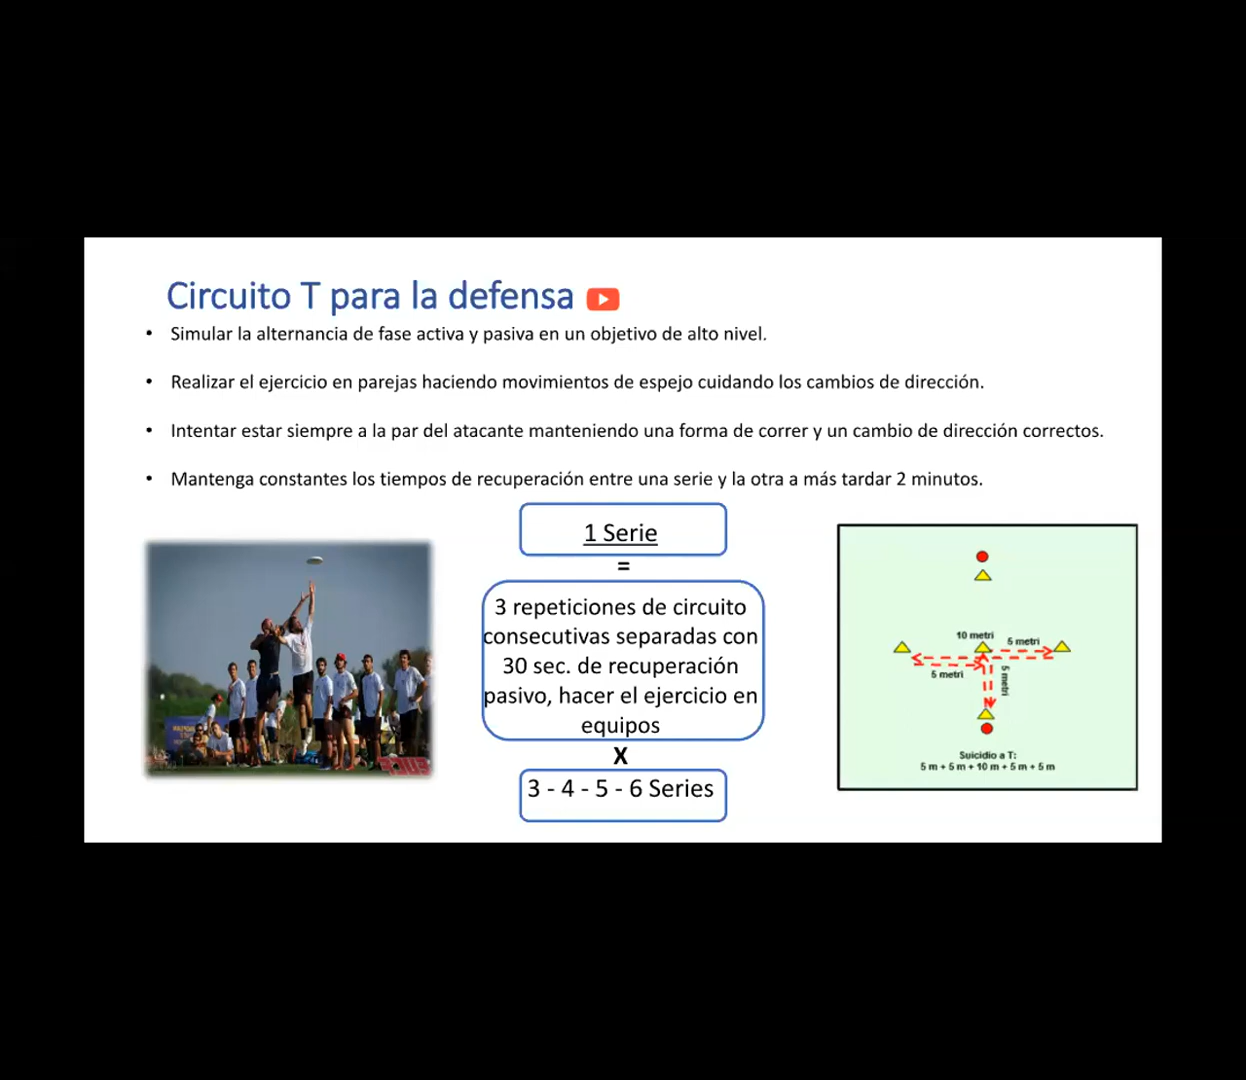 Circuito T para la defensa
• Simular la alternancia de fase activa y pasiva en un objetivo de alto nivel.
• Realizar el ejercicio en parejas haciendo movimientos de espejo cuidando los cambios de dirección.
• Intentar estar siempre a la par del atacante manteniendo una forma de correr y un cambio de dirección correctos.
• Mantenga constantes los tiempos de recuperación entre una serie y la otra a más tardar 2 minutos.
1 Serie
=
3 repeticiones de circuito
consecutivas separadas con
30 sec. de recuperación
pasivo, hacer el ejercicio en
equipos
X
3 - 4 - 5 - 6 Series
10 metri
5 metri
5 metri
5 metri
Suicidio a T:
5 m + 5 m + 10 m + 5 m + 5 m